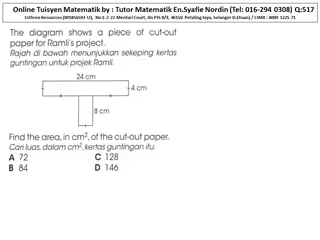 Online Tuisyen Matematik by : Tutor Matematik En.Syafie Nordin (Tel: 016-294 0308) Q:517
The diagram shows a piece of cut-out
paper for Ramli's project.
Rajah di bawah menunjukkan sekeping kertas
guntingan untuk projek Ramli.
24 cm
4 cm
8 cm
Find the area, in cm², of the cut-out paper.
Cari luas, dalam cm², kertas guntingan itu.
A 72 C 128
B 84 D 146